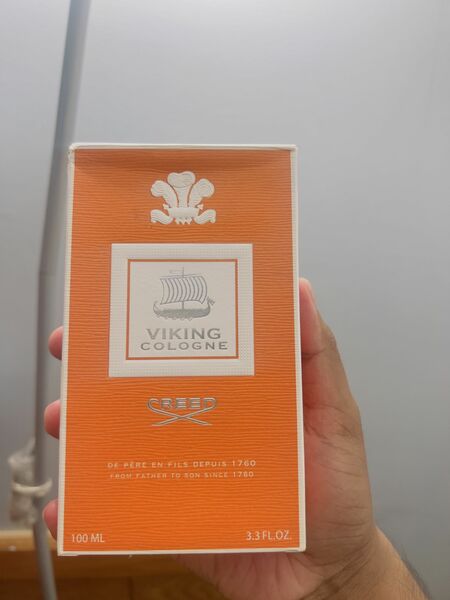 VIKING
COLOGNE
CREED
DE PÈRE EN FILS DEPUIS 1760
FROM FATHER TO SON SINCE 1760
100 ML 3.3 FL.OZ.